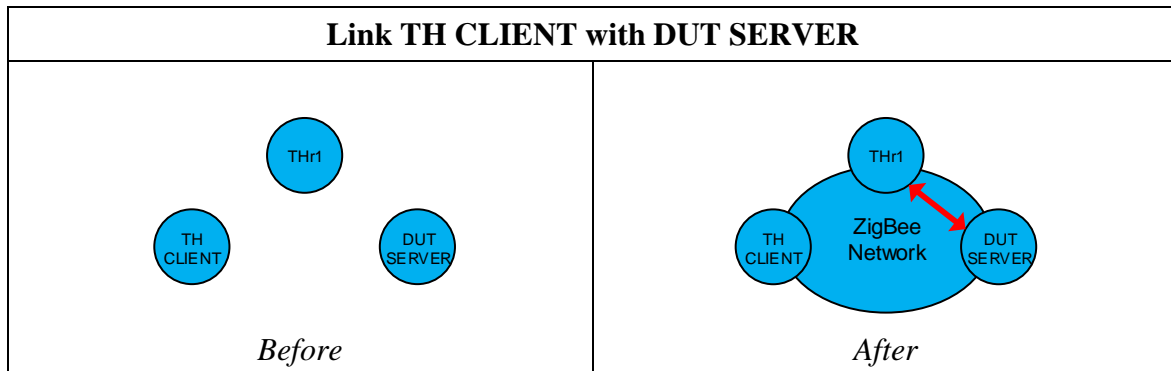 Link TH CLIENT with DUT SERVER
THr1
TH
CLIENT
DUT
SERVER
Before
THr1
ZigBee
Network
TH
CLIENT
DUT
SERVER
After